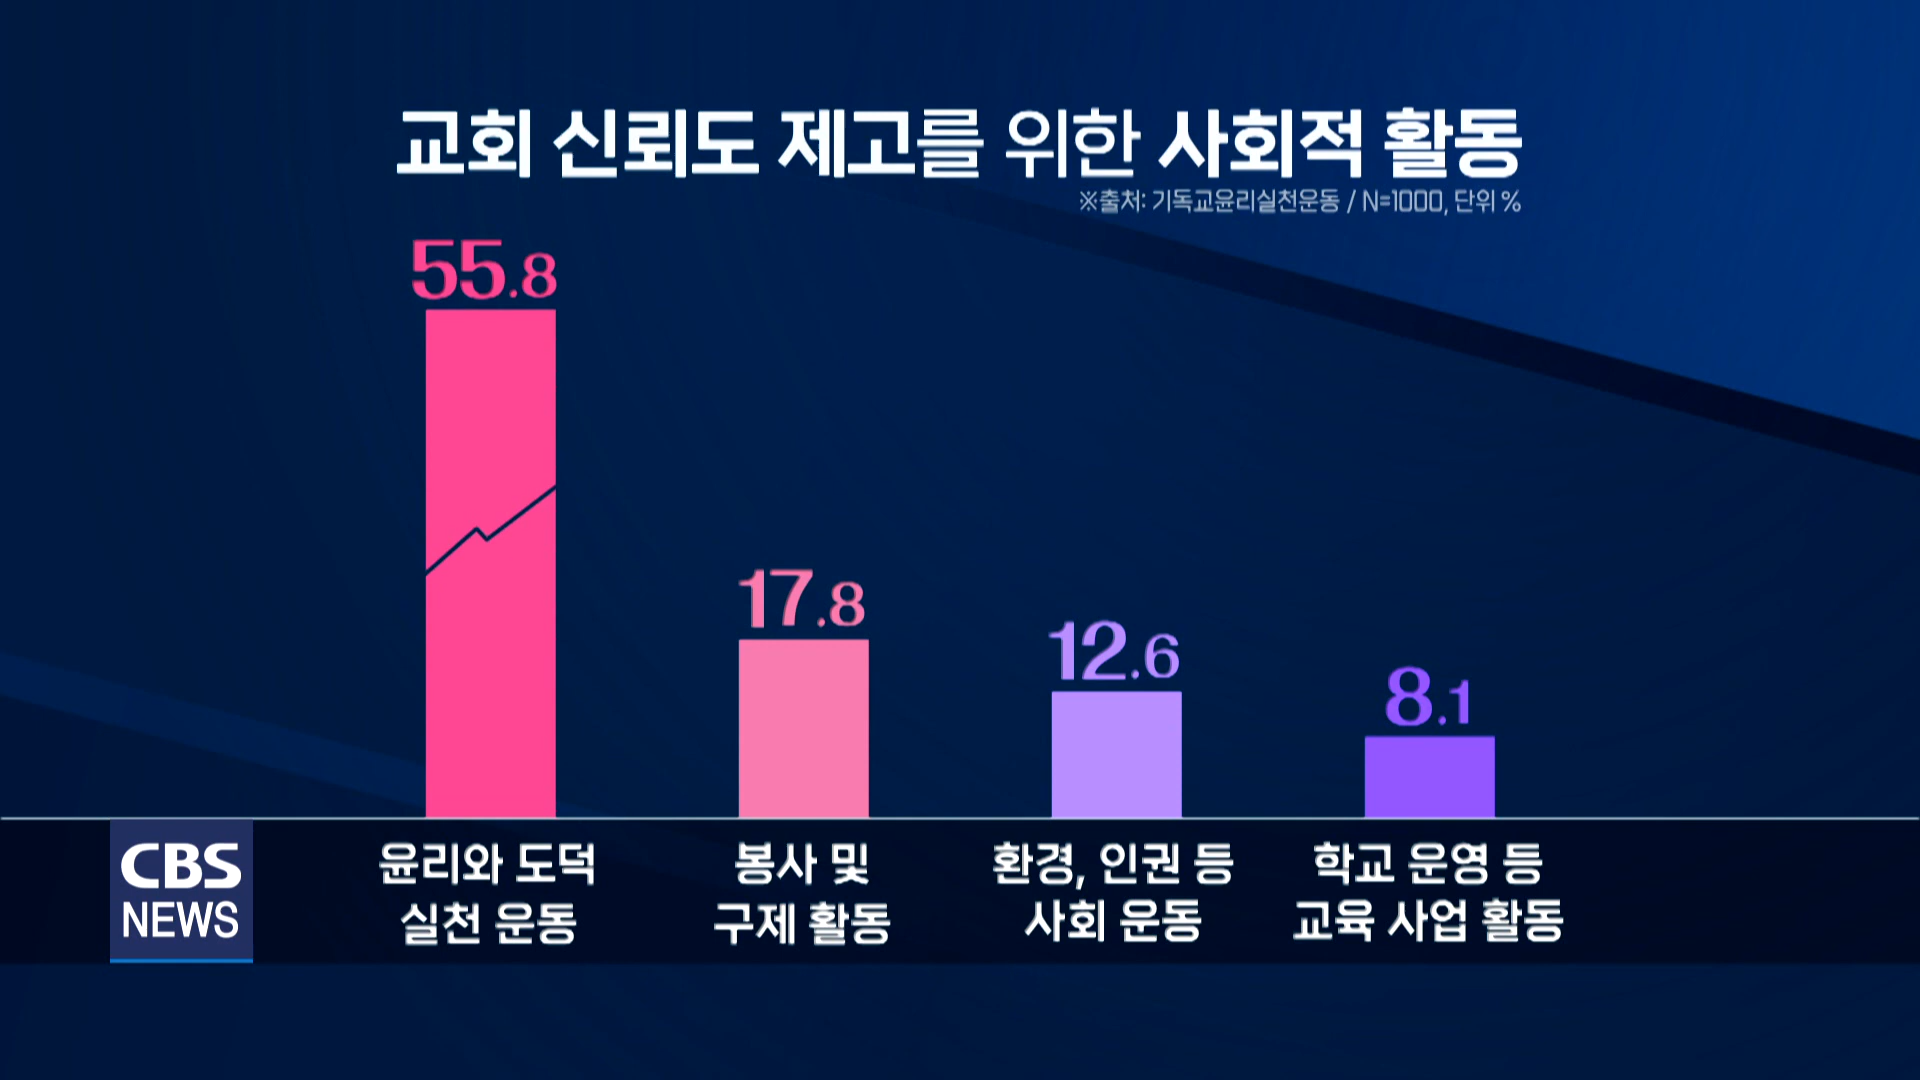 교회 신뢰도 제고를 위한 사회적 활동
※출처: 기독교윤리실천운동 / N=1000, 단위 %
55.8
17.8
12.6
8.1
윤리와 도덕
실천 운동
봉사 및
구제 활동
환경, 인권 등
사회 운동
학교 운영 등
교육 사업 활동
CBS
NEWS